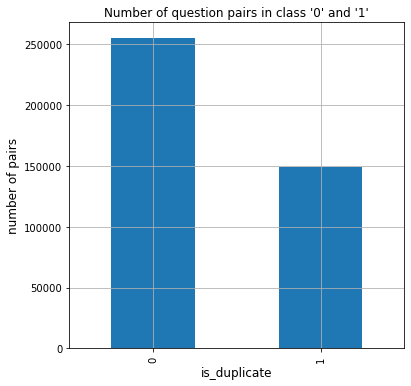 Number of question pairs in class '0' and '1'
250000
200000
150000
100000
50000
0
number of pairs
0
1
is_duplicate